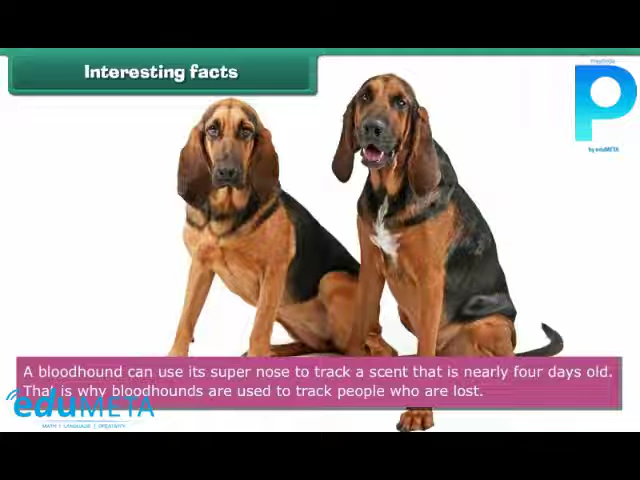 Interesting facts
P
by eduMETA
A bloodhound can use its super nose to track a scent that is nearly four days old.
That is why bloodhounds are used to track people who are lost.
eduMETA
MATH | LANGUAGE | CREATIVITY